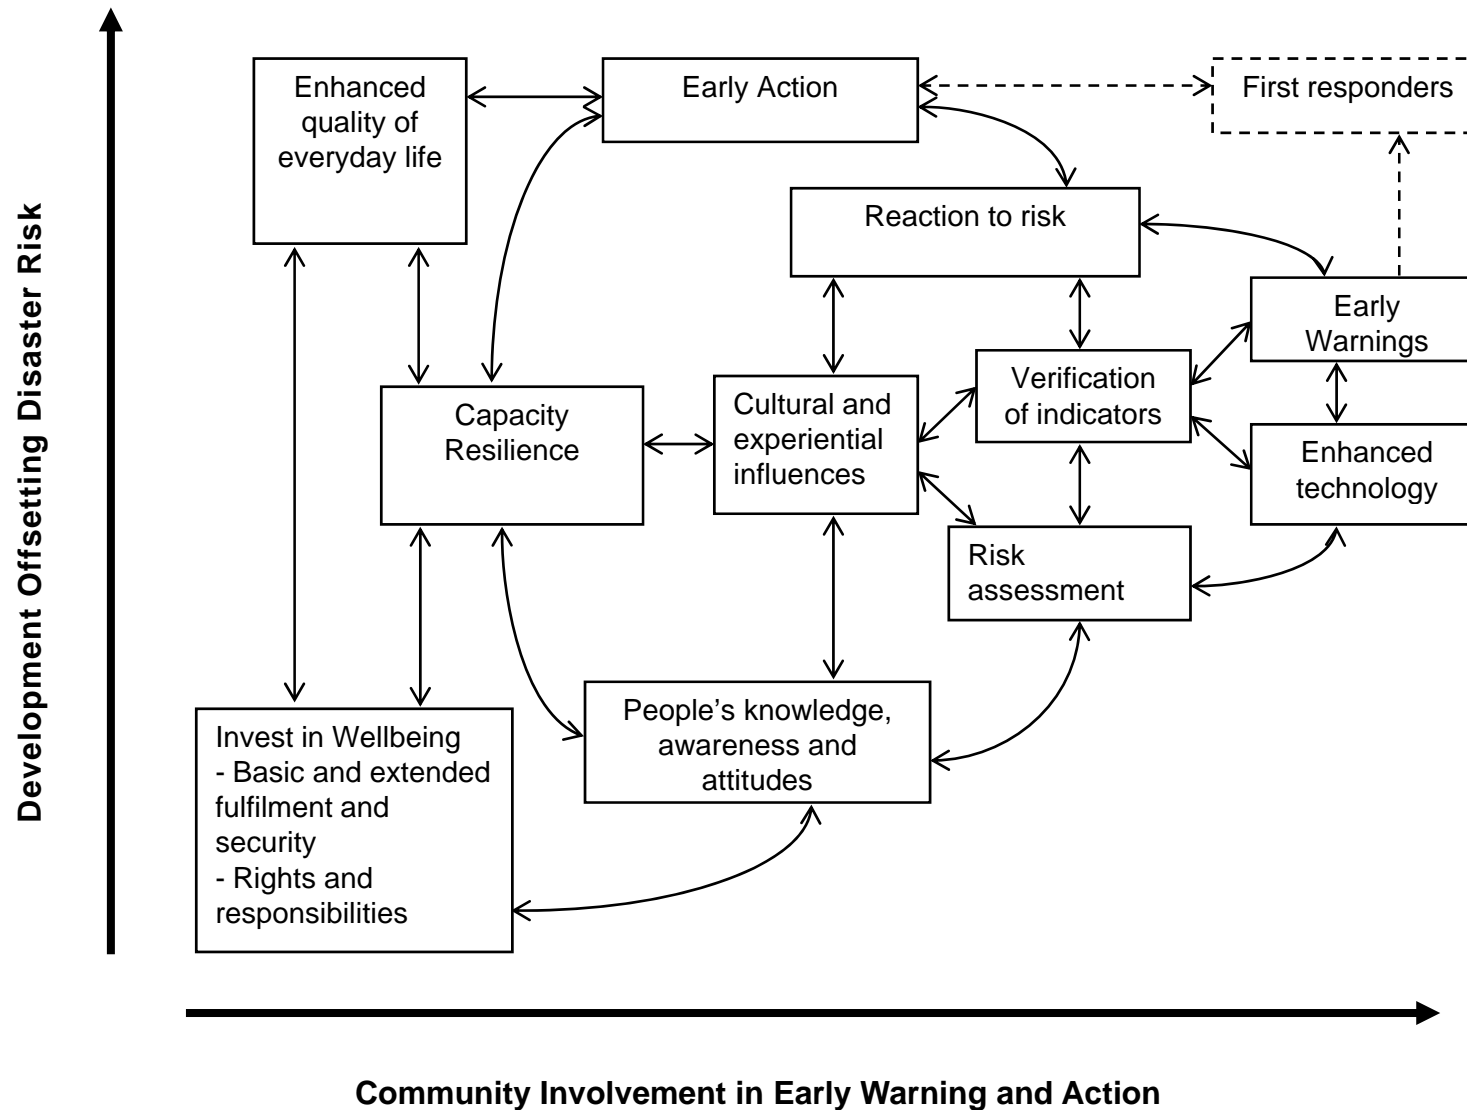 Development Offsetting Disaster Risk
Enhanced
quality of
everyday life
Early Action
First responders
Reaction to risk
Early
Warnings
Verification
of indicators
Cultural and
experiential
influences
Capacity
Resilience
Enhanced
technology
Risk
assessment
People’s knowledge,
awareness and
attitudes
Invest in Wellbeing
- Basic and extended
fulfilment and
security
- Rights and
responsibilities
Community Involvement in Early Warning and Action